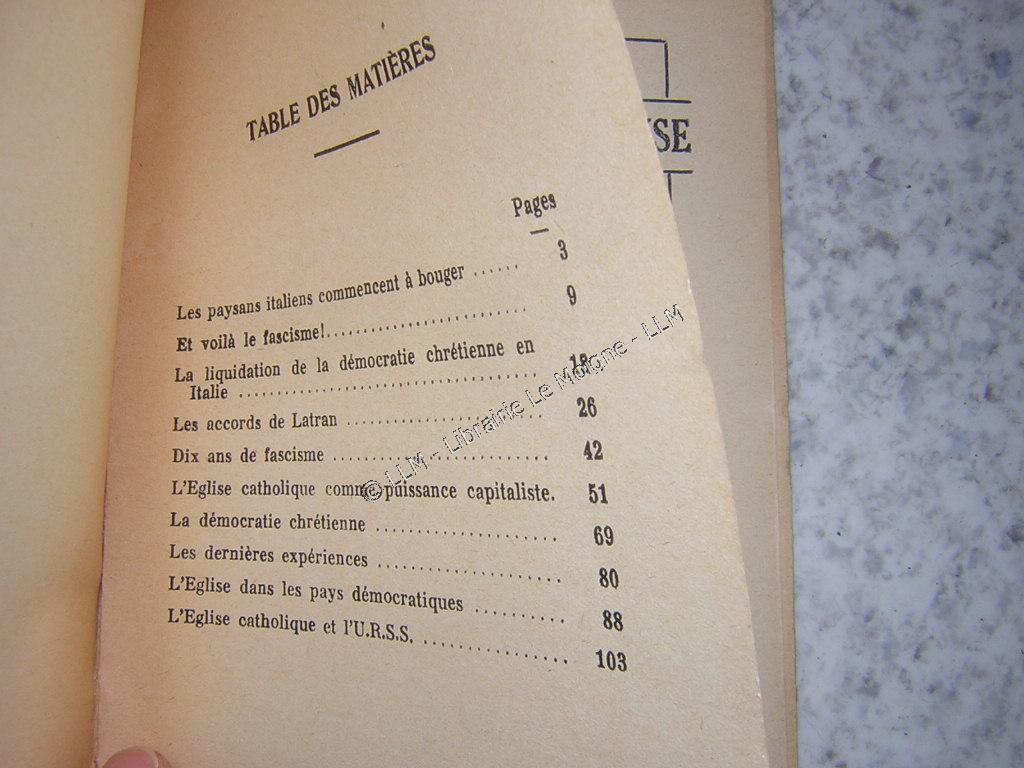 TABLE DES MATIÈRES
Pages
Les paysans italiens commencent à bouger ...... 3
Et voilà le fascisme!........................... 9
La liquidation de la démocratie chrétienne en
Italie ........................................ 18
Les accords de Latran ........................... 26
Dix ans de fascisme ............................. 42
L'Eglise catholique comme puissance capitaliste. 51
La démocratie chrétienne ........................ 69
Les dernières expériences ....................... 80
L'Eglise dans les pays démocratiques ............ 88
L'Eglise catholique et l'U.R.S.S. ................ 103
© LLM - Librairie Le Moigne - LLM